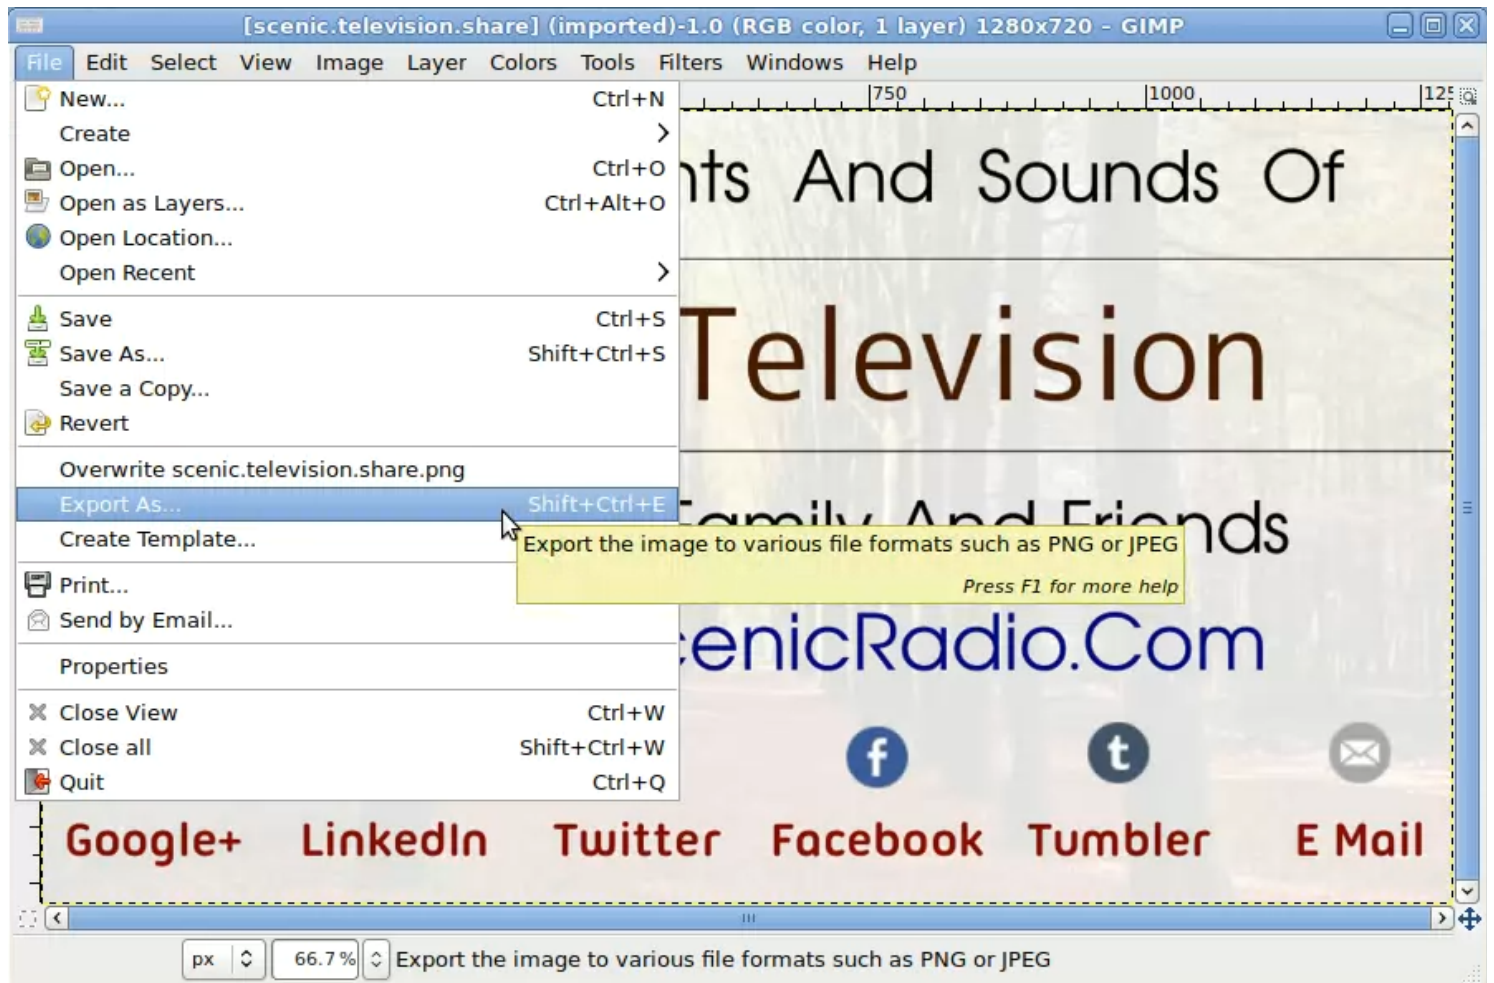 [scenic.television.share] (imported)-1.0 (RGB color, 1 layer) 1280x720 – GIMP
File Edit Select View Image Layer Colors Tools Filters Windows Help
750 1000
New... Ctrl+N
Create
Open... Ctrl+O
Open as Layers... Ctrl+Alt+O
Open Location...
Open Recent
Save Ctrl+S
Save As... Shift+Ctrl+S
Save a Copy...
Revert
Overwrite scenic.television.share.png
Export As... Shift+Ctrl+E
Create Template...
Print...
Send by Email...
Properties
Close View Ctrl+W
Close all Shift+Ctrl+W
Quit Ctrl+Q
And Sounds Of
Television
Family And Friends
Export the image to various file formats such as PNG or JPEG
Press F1 for more help
cenicRadio.Com
f t
Google+ LinkedIn Twitter Facebook Tumbler E Mail
px 66.7 % Export the image to various file formats such as PNG or JPEG